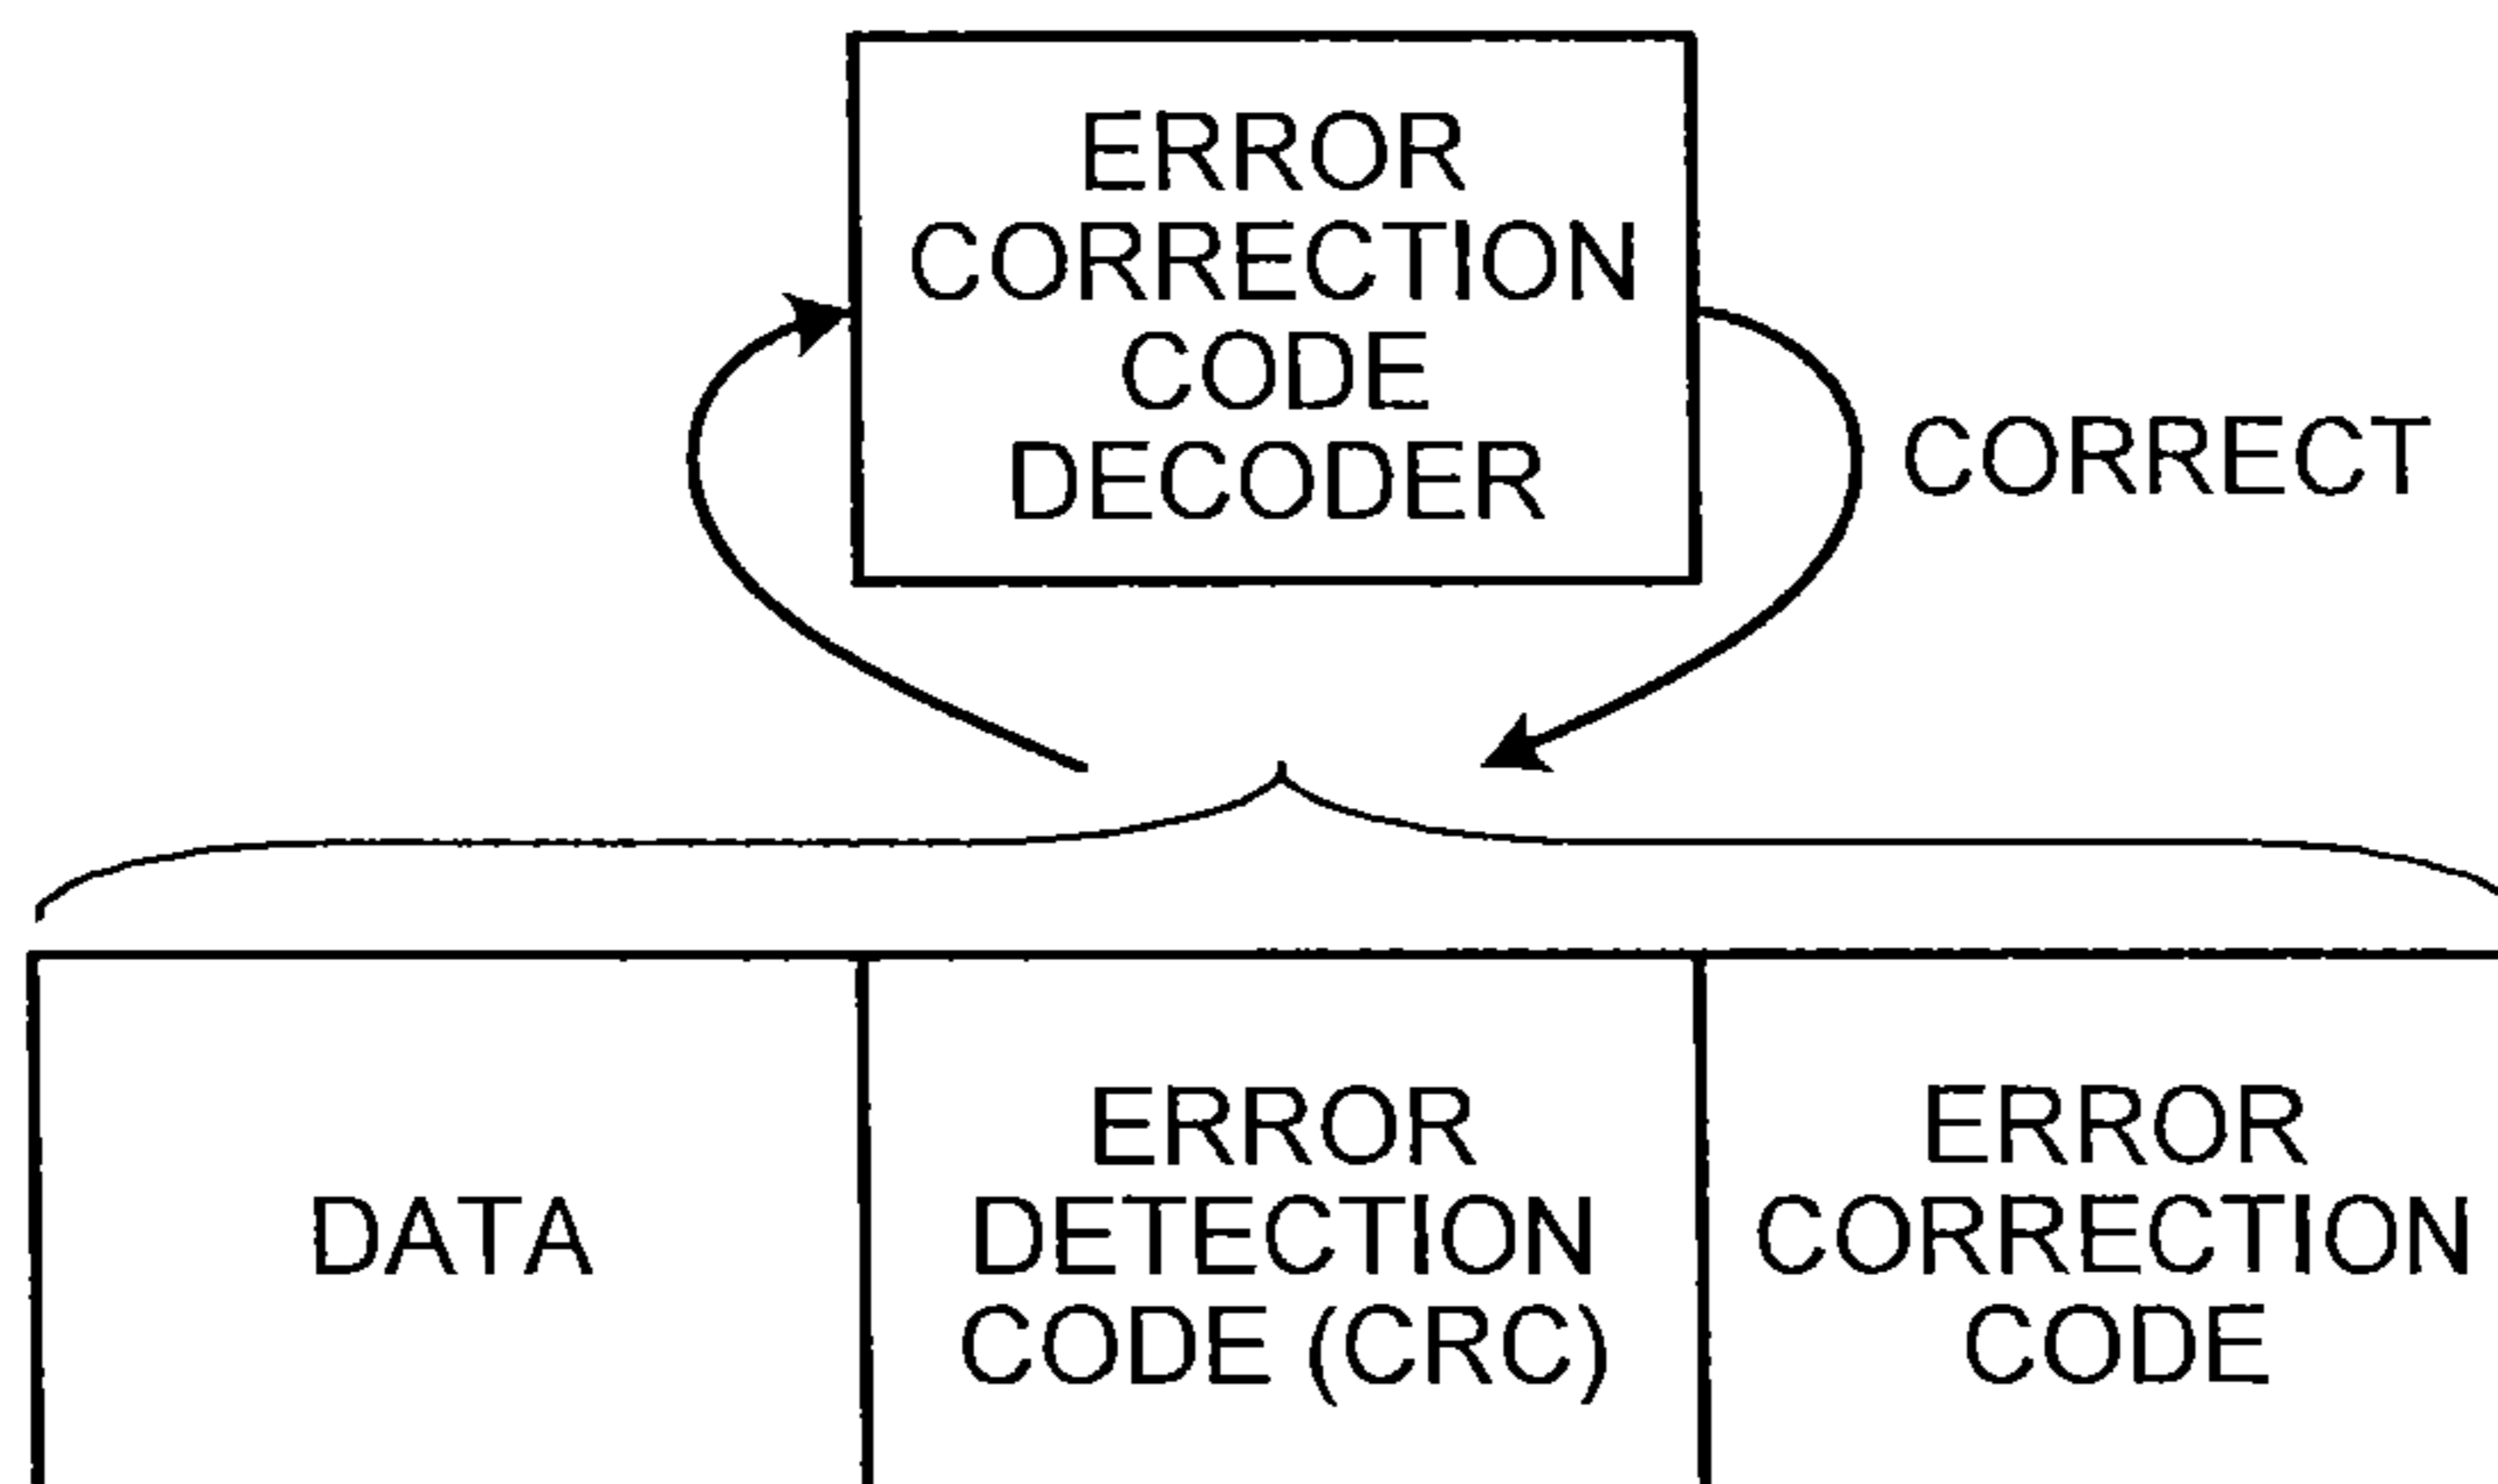 ERROR
CORRECTION
CODE
DECODER
CORRECT
DATA
ERROR
DETECTION
CODE (CRC)
ERROR
CORRECTION
CODE